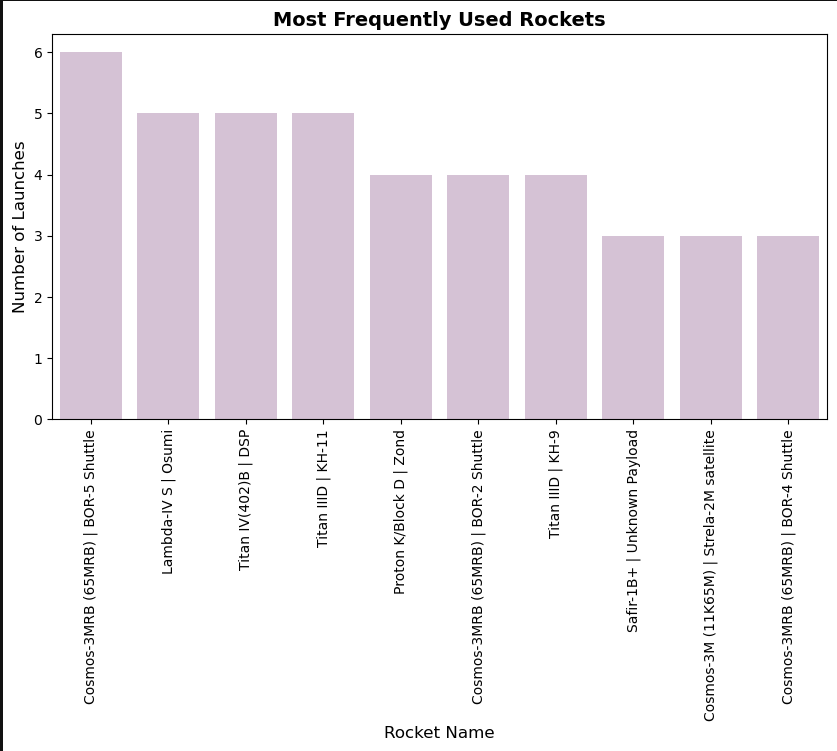 Most Frequently Used Rockets
Number of Launches
6
5
4
3
2
1
0
Cosmos-3MRB (65MRB) | BOR-5 Shuttle
Lambda-IV S | Osumi
Titan IV(402)B | DSP
Titan IIID | KH-11
Proton K/Block D | Zond
Cosmos-3MRB (65MRB) | BOR-2 Shuttle
Titan IIID | KH-9
Safir-1B+ | Unknown Payload
Cosmos-3M (11K65M) | Strela-2M satellite
Cosmos-3MRB (65MRB) | BOR-4 Shuttle
Rocket Name